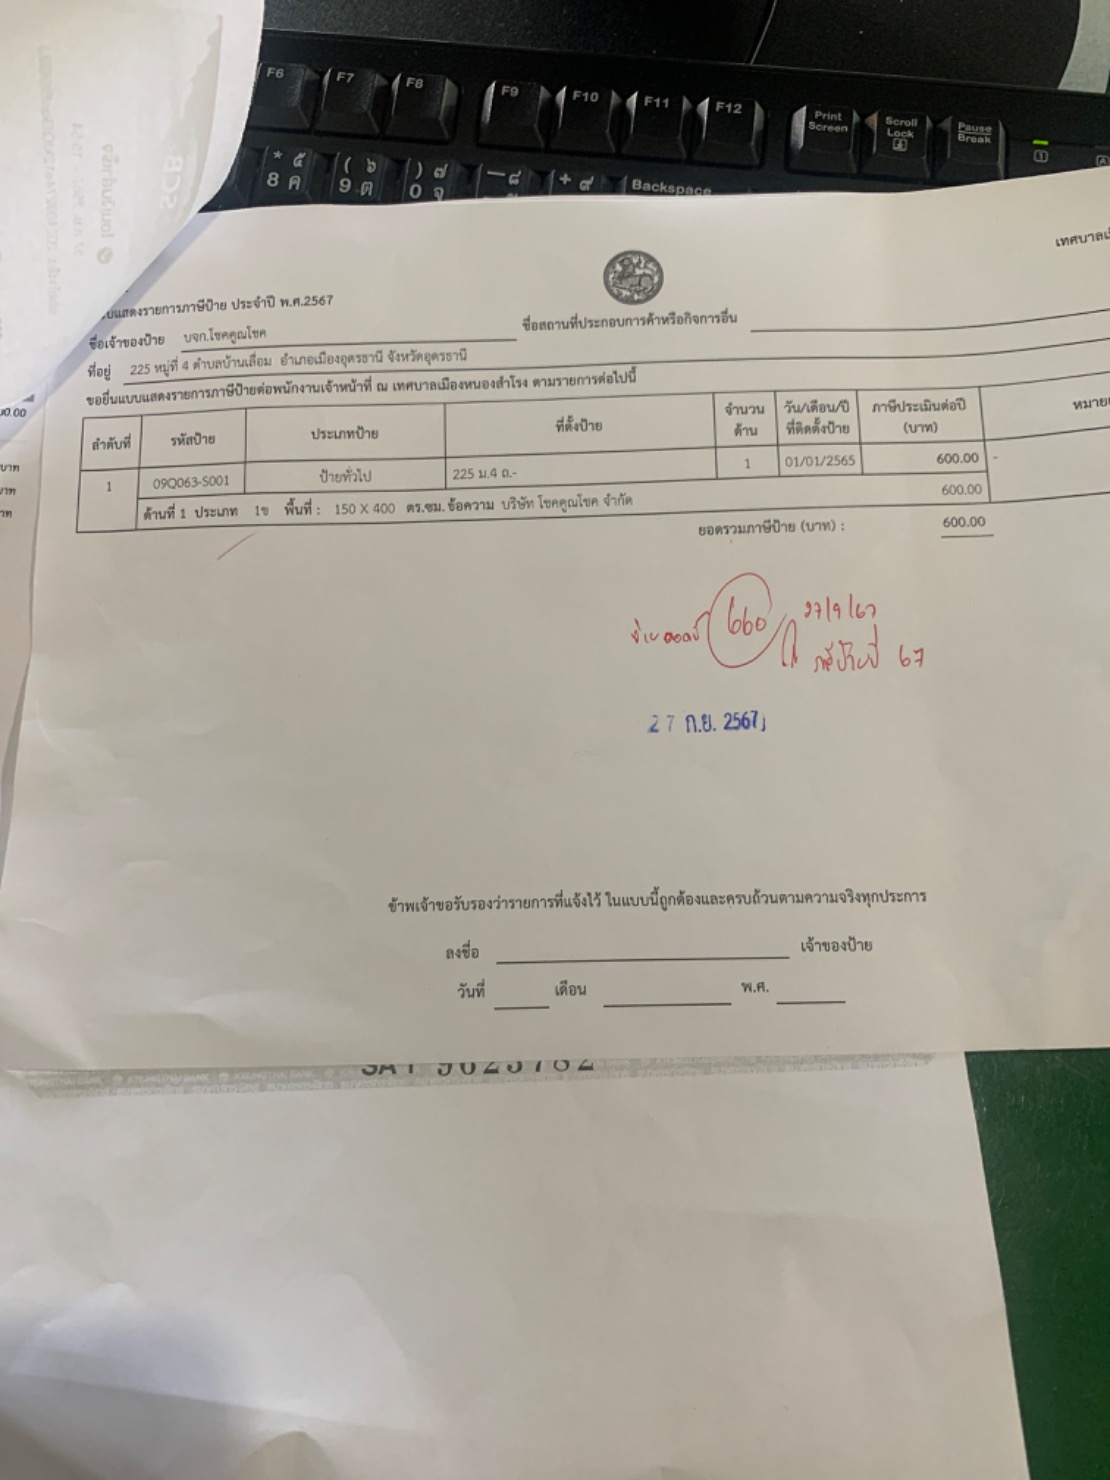 F6 F7 F8 F9 F10 F11 F12 Print Screen Scroll Lock Pause Break
* ๕ 8 ค ( ๖ 9 ต ) ๗ 0 จ — ๘ + ๙ Backspace
SCB
โอนเงินสำเร็จ
บแสดงรายการภาษีป้าย ประจำปี พ.ศ.2567
ชื่อเจ้าของป้าย บจก.โชคคูณโชค ชื่อสถานที่ประกอบการค้าหรือกิจการอื่น
ที่อยู่ 225 หมู่ที่ 4 ตำบลบ้านเลื่อม อำเภอเมืองอุดรธานี จังหวัดอุดรธานี
ขอยื่นแบบแสดงรายการภาษีป้ายต่อพนักงานเจ้าหน้าที่ ณ เทศบาลเมืองหนองสำโรง ตามรายการต่อไปนี้
ลำดับที่ รหัสป้าย ประเภทป้าย ที่ตั้งป้าย จำนวนด้าน วัน/เดือน/ปี ที่ติดตั้งป้าย ภาษีประเมินต่อปี (บาท)
1 09Q063-S001 ป้ายทั่วไป 225 ม.4 ถ.- 1 01/01/2565 600.00 -
ด้านที่ 1 ประเภท 1ข พื้นที่ : 150 X 400 ตร.ซม. ข้อความ บริษัท โชคคูณโชค จำกัด 600.00
ยอดรวมภาษีป้าย (บาท) : 600.00
660 27/9/67
ภาษีป้ายปี 67
27 ก.ย. 2567
ข้าพเจ้าขอรับรองว่ารายการที่แจ้งไว้ ในแบบนี้ถูกต้องและครบถ้วนตามความจริงทุกประการ
ลงชื่อ เจ้าของป้าย
วันที่ เดือน พ.ศ.